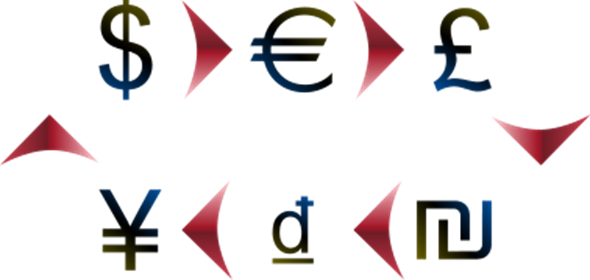 $ € £
¥ ₫ ₪